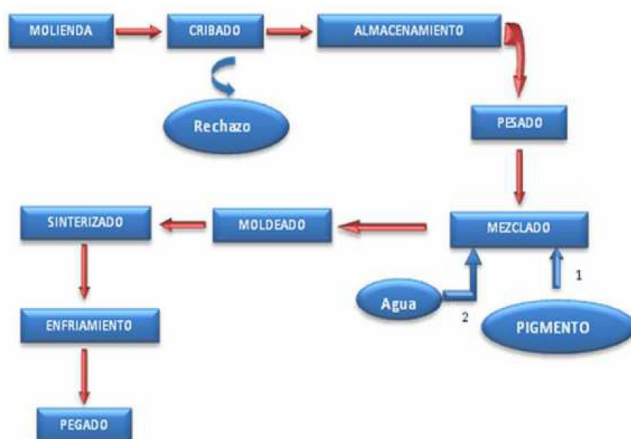 MOLIENDA
CRIBADO
ALMACENAMIENTO
Rechazo
PESADO
MEZCLADO
MOLDEADO
SINTERIZADO
1
Agua
2
PIGMENTO
ENFRIAMIENTO
PEGADO